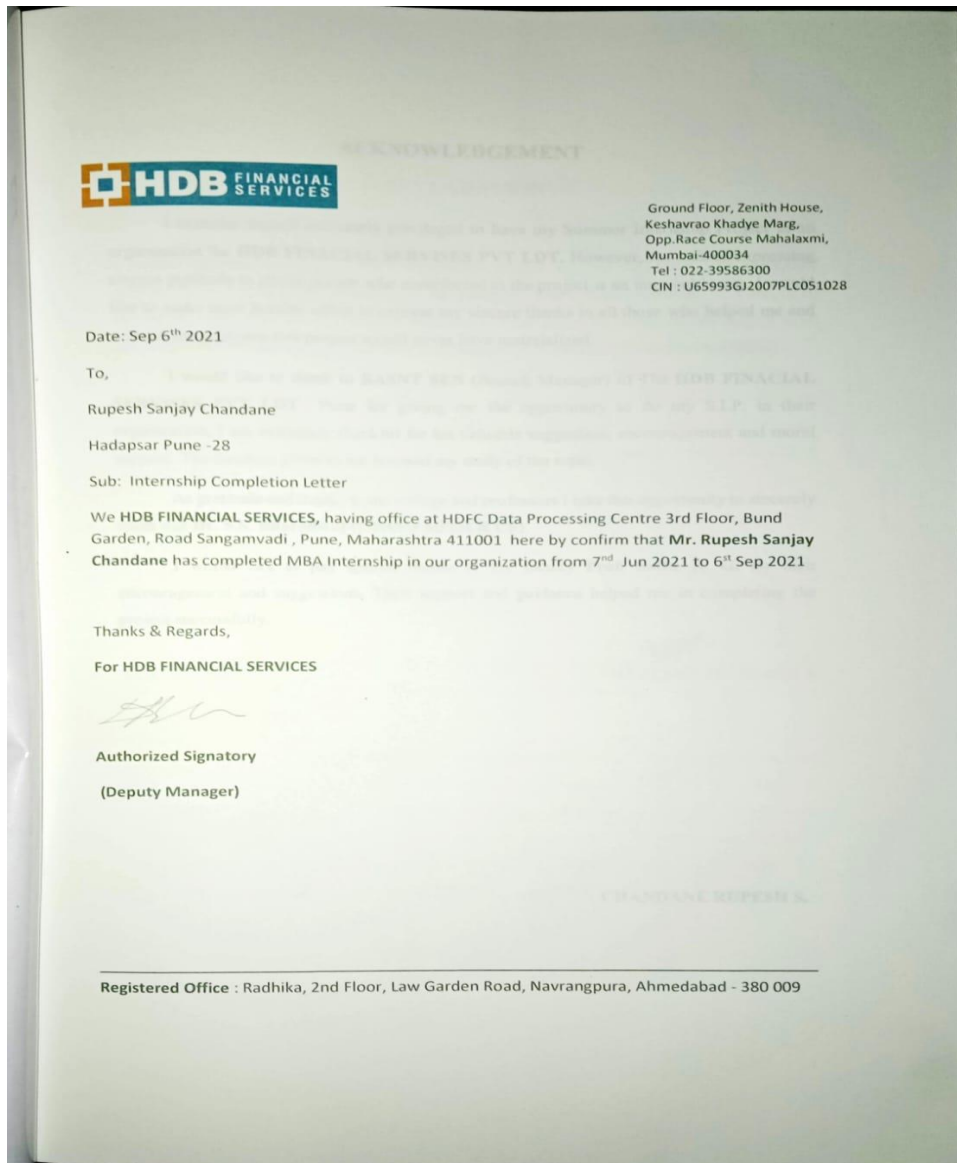 ACKNOWLEDGEMENT
HDB FINANCIAL SERVICES
Ground Floor, Zenith House,
Keshavrao Khadye Marg,
Opp.Race Course Mahalaxmi,
Mumbai-400034
Tel : 022-39586300
CIN : U65993GJ2007PLC051028
Date: Sep 6th 2021
To,
Rupesh Sanjay Chandane
Hadapsar Pune -28
Sub: Internship Completion Letter
We HDB FINANCIAL SERVICES, having office at HDFC Data Processing Centre 3rd Floor, Bund
Garden, Road Sangamvadi , Pune, Maharashtra 411001 here by confirm that Mr. Rupesh Sanjay
Chandane has completed MBA Internship in our organization from 7nd Jun 2021 to 6st Sep 2021
Thanks & Regards,
For HDB FINANCIAL SERVICES
Authorized Signatory
(Deputy Manager)
CHANDANE RUPESH S.
Registered Office : Radhika, 2nd Floor, Law Garden Road, Navrangpura, Ahmedabad - 380 009